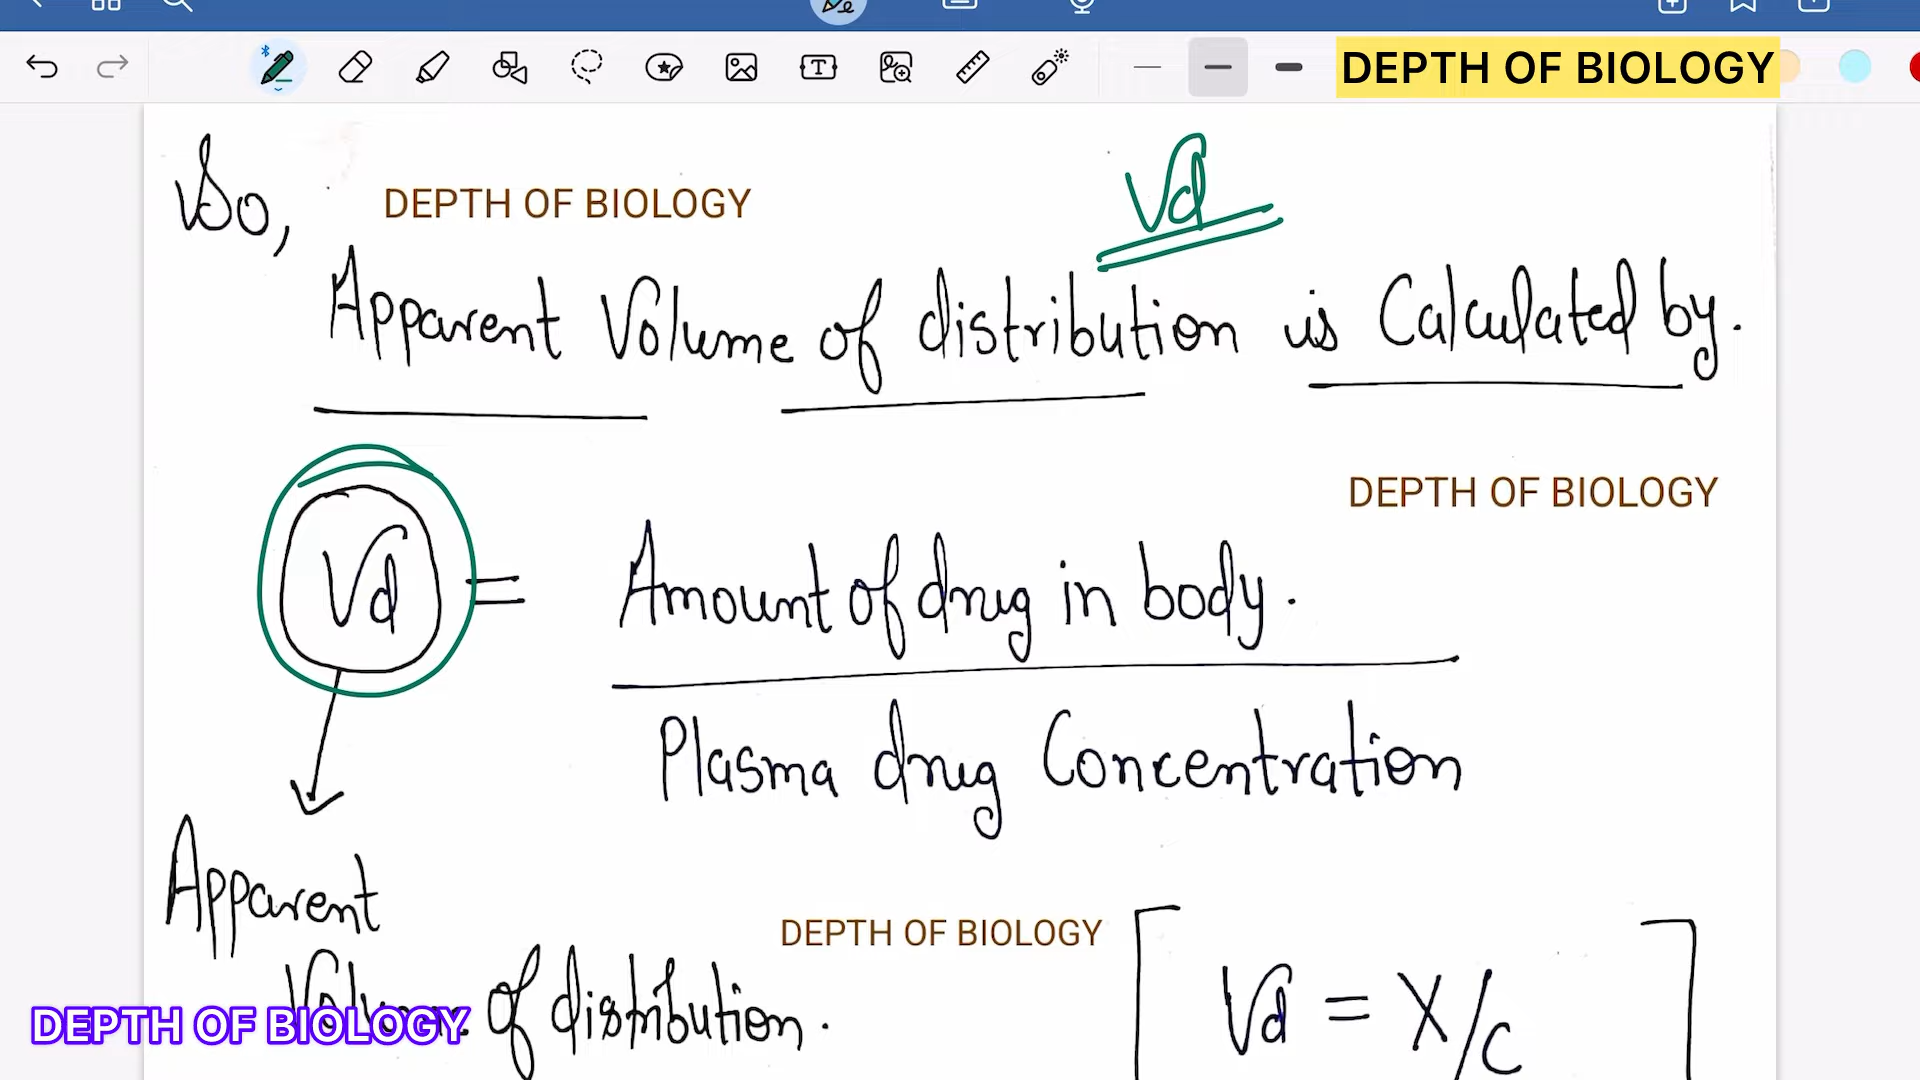 DEPTH OF BIOLOGY
Vd
So,
DEPTH OF BIOLOGY
Apparent Volume of distribution is Calculated by.
DEPTH OF BIOLOGY
Vd = Amount of drug in body.
Plasma drug Concentration
Apparent
Volume of distribution.
DEPTH OF BIOLOGY
[ Vd = X/c ]
DEPTH OF BIOLOGY